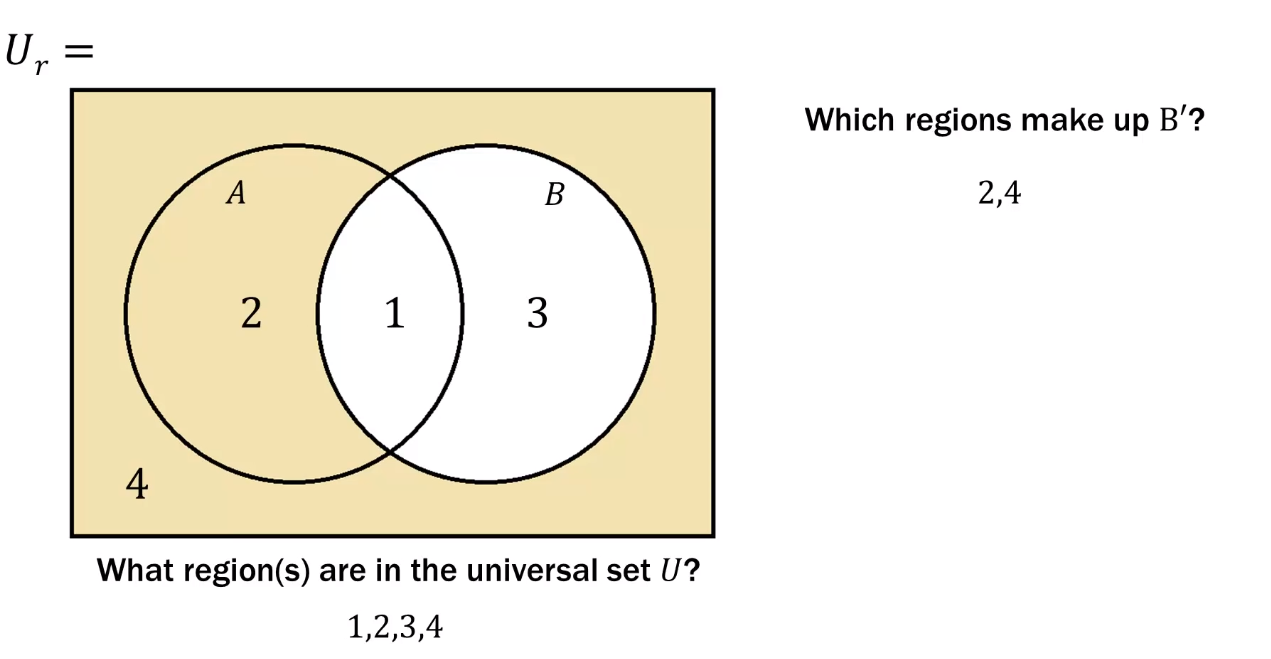 U_r =
Which regions make up B′?
2,4
A
B
2
1
3
4
What region(s) are in the universal set U?
1,2,3,4